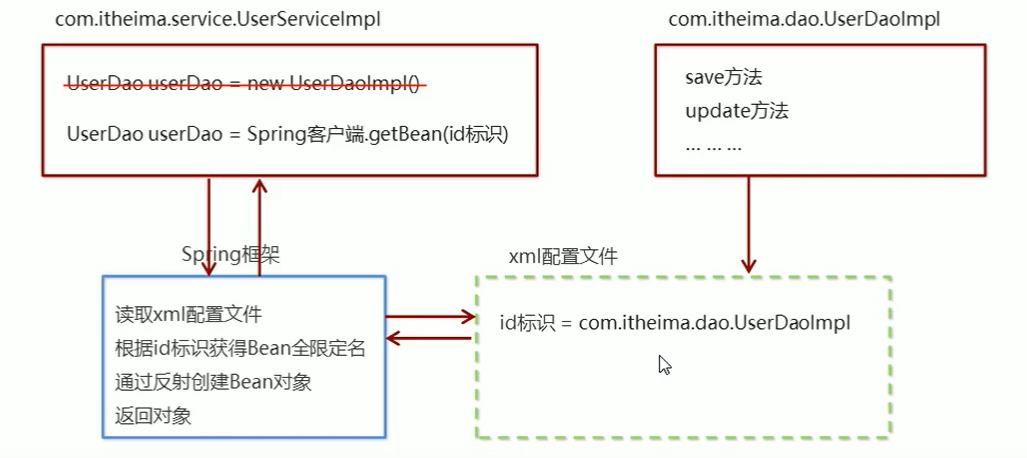 com.itheima.service.UserServiceImpl
UserDao userDao = new UserDaoImpl()
UserDao userDao = Spring客户端.getBean(id标识)
com.itheima.dao.UserDaoImpl
save方法
update方法
... ... ...
Spring框架
读取xml配置文件
根据id标识获得Bean全限定名
通过反射创建Bean对象
返回对象
xml配置文件
id标识 = com.itheima.dao.UserDaoImpl